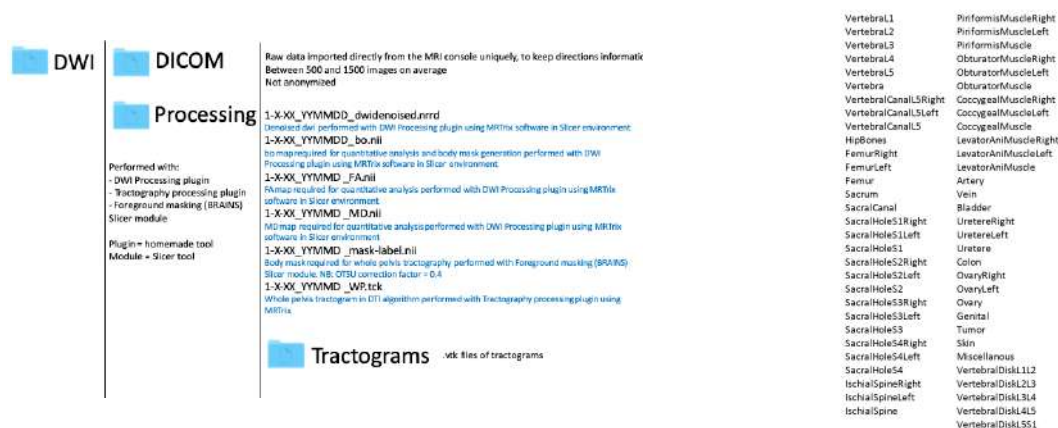 DWI
DICOM
Raw data imported directly from the MRI console uniquely, to keep directions informatic
Between 500 and 1500 images on average
Not anonymized
Processing
Performed with:
- DWI Processing plugin
- Tractography processing plugin
- Foreground masking (BRAINS)
Slicer module
Plugin = homemade tool
Module = Slicer tool
1-X-XX_YYMMDD_dwidenoised.nrrd
Denoised dwi performed with DWI Processing plugin using MRTrix software in Slicer environment
1-X-XX_YYMMDD_bo.nii
bo map required for quantitative analysis and body mask generation performed with DWI
Processing plugin using MRTrix software in Slicer environment
1-X-XX_YYMMD _FA.nii
FA map required for quantitative analysis performed with DWI Processing plugin using MRTrix
software in Slicer environment
1-X-XX_YYMMD _MD.nii
MD map required for quantitative analysis performed with DWI Processing plugin using MRTrix
software in Slicer environment
1-X-XX_YYMMD _mask-label.nii
Body mask required for whole pelvis tractography performed with Foreground masking (BRAINS)
Slicer module. NB: OTSU correction factor = 0.4
1-X-XX_YYMMD _WP.tck
Whole pelvis tractogram in DTI algorithm performed with Tractography processing plugin using
MRTrix
Tractograms
.vtk files of tractograms
VertebraL1
VertebraL2
VertebraL3
VertebraL4
VertebraL5
Vertebra
VertebralCanalL5Right
VertebralCanalL5Left
VertebralCanalL5
HipBones
FemurRight
FemurLeft
Femur
Sacrum
SacralCanal
SacralHoleS1Right
SacralHoleS1Left
SacralHoleS1
SacralHoleS2Right
SacralHoleS2Left
SacralHoleS2
SacralHoleS3Right
SacralHoleS3Left
SacralHoleS3
SacralHoleS4Right
SacralHoleS4Left
SacralHoleS4
IschialSpineRight
IschialSpineLeft
IschialSpine
PiriformisMuscleRight
PiriformisMuscleLeft
PiriformisMuscle
ObturatorMuscleRight
ObturatorMuscleLeft
ObturatorMuscle
CoccygealMuscleRight
CoccygealMuscleLeft
CoccygealMuscle
LevatorAniMuscleRight
LevatorAniMuscleLeft
LevatorAniMuscle
Artery
Vein
Bladder
UretereRight
UretereLeft
Uretere
Colon
OvaryRight
OvaryLeft
Ovary
Genital
Tumor
Skin
Miscellanous
VertebralDiskL1L2
VertebralDiskL2L3
VertebralDiskL3L4
VertebralDiskL4L5
VertebralDiskL5S1